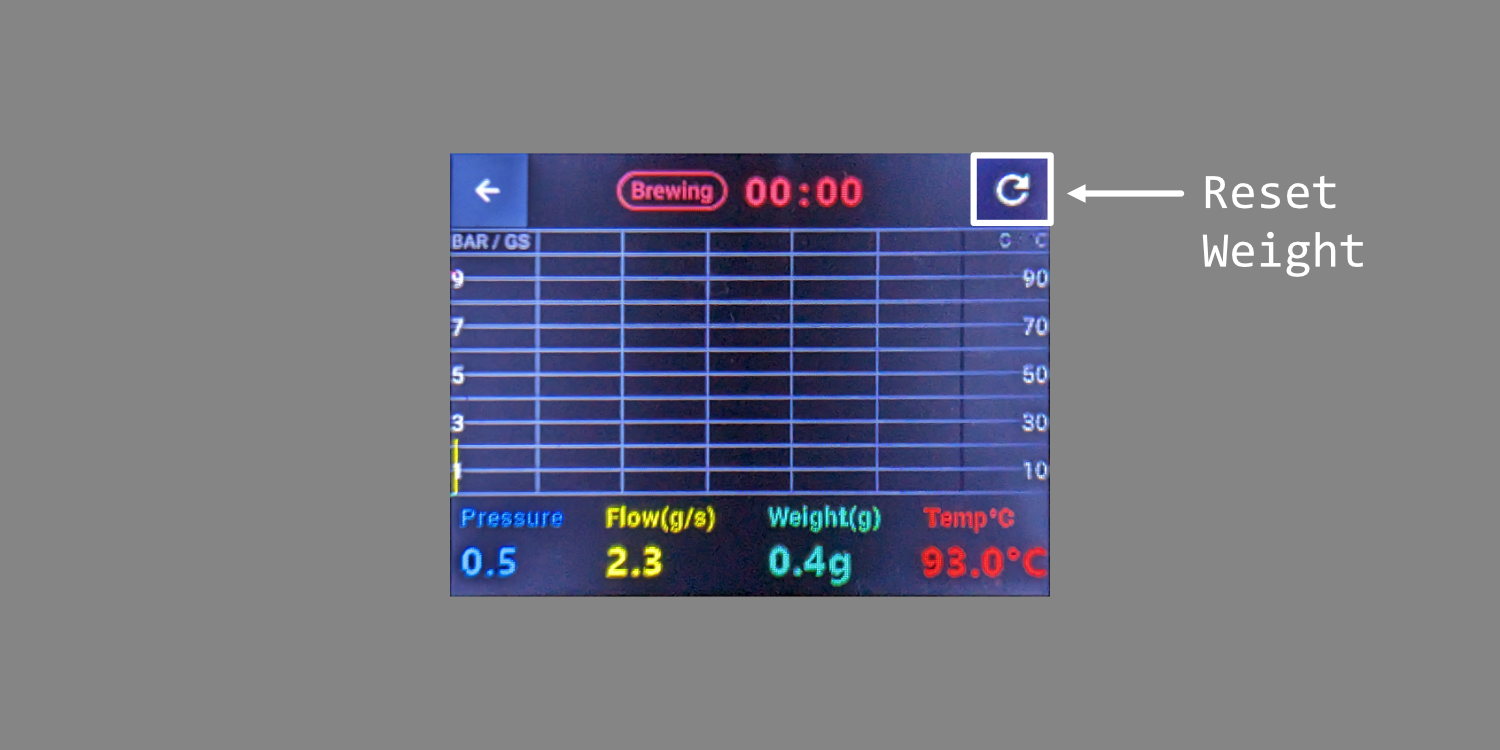 Brewing 00:00
Reset
Weight
BAR / GS
9 90
7 70
5 50
3 30
1 10
Pressure Flow(g/s) Weight(g) Temp°C
0.5 2.3 0.4g 93.0°C